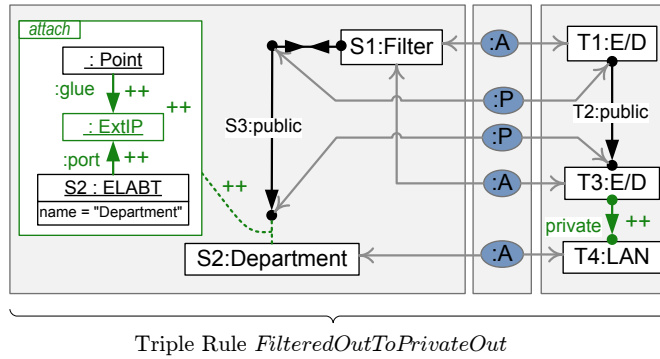 attach
: Point
:glue
++
++
: ExtIP
:port
++
S2 : ELABT
name = "Department"
++
S1:Filter
S3:public
S2:Department
:A
:P
:P
:A
:A
T1:E/D
T2:public
T3:E/D
private
++
T4:LAN
Triple Rule FilteredOutToPrivateOut